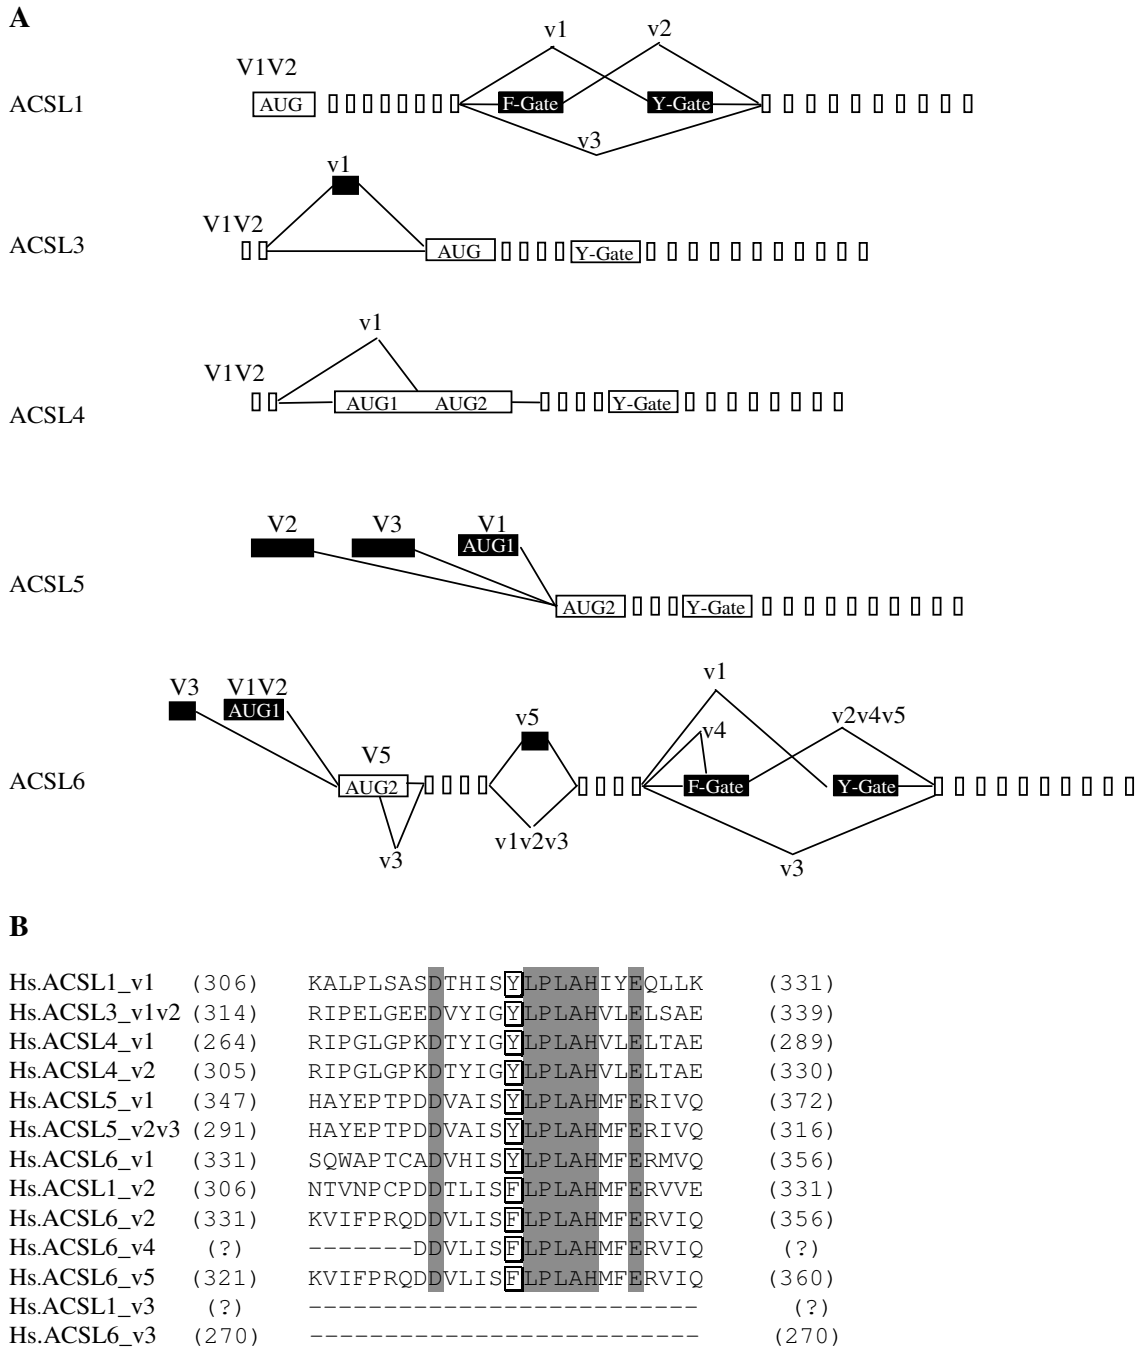 A
v1 v2
V1V2
ACSL1 AUG F-Gate Y-Gate
v3
v1
V1V2
ACSL3 AUG Y-Gate
v1
V1V2
ACSL4 AUG1 AUG2 Y-Gate
V2 V3 V1
AUG1
ACSL5 AUG2 Y-Gate
v1
V3 V1V2 v5 v4 v2v4v5
AUG1
V5
ACSL6 AUG2 F-Gate Y-Gate
v3 v1v2v3 v3
B
Hs.ACSL1_v1 (306) KALPLSASDTHISYLPLAHIYEQLLK (331)
Hs.ACSL3_v1v2 (314) RIPELGEEDVYIGYLPLAHVLELSAE (339)
Hs.ACSL4_v1 (264) RIPGLGPKDTYIGYLPLAHVLELTAE (289)
Hs.ACSL4_v2 (305) RIPGLGPKDTYIGYLPLAHVLELTAE (330)
Hs.ACSL5_v1 (347) HAYEPTPDDVAISYLPLAHMFERIVQ (372)
Hs.ACSL5_v2v3 (291) HAYEPTPDDVAISYLPLAHMFERIVQ (316)
Hs.ACSL6_v1 (331) SQWAPTCADVHISYLPLAHMFERMVQ (356)
Hs.ACSL1_v2 (306) NTVNPCPDDTLISFLPLAHMFERVVE (331)
Hs.ACSL6_v2 (331) KVIFPRQDDVLISFLPLAHMFERVIQ (356)
Hs.ACSL6_v4 (?) -------DDVLISFLPLAHMFERVIQ (?)
Hs.ACSL6_v5 (321) KVIFPRQDDVLISFLPLAHMFERVIQ (360)
Hs.ACSL1_v3 (?) -------------------------- (?)
Hs.ACSL6_v3 (270) -------------------------- (270)